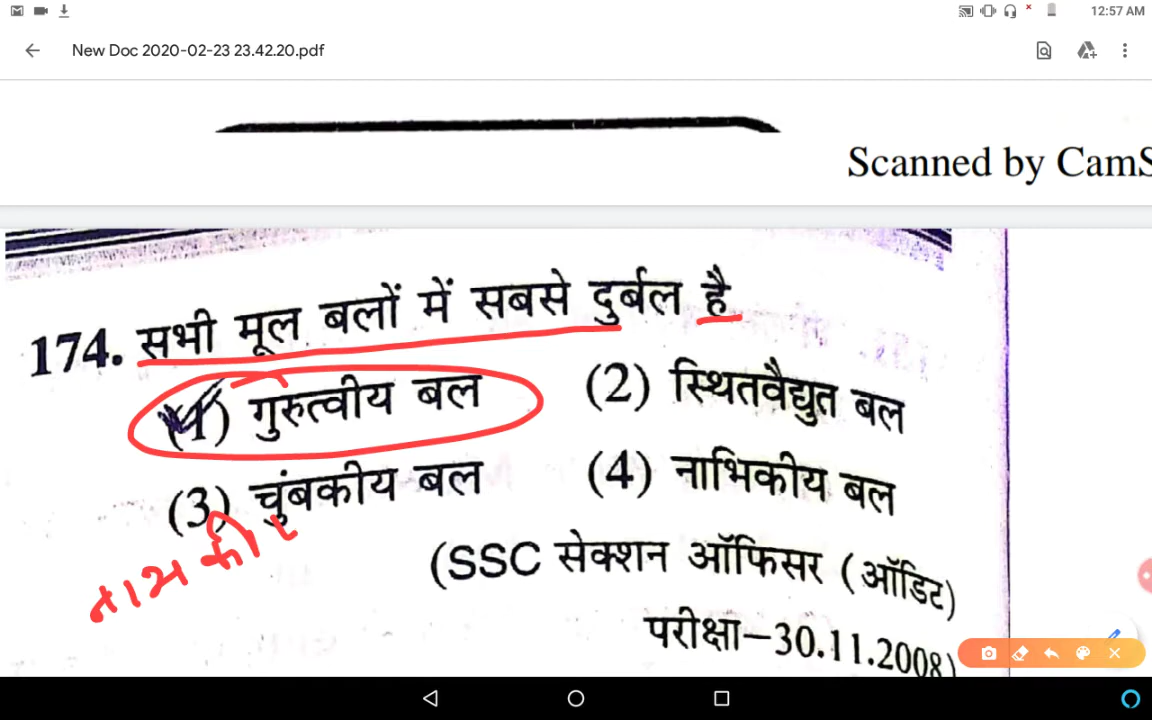 12:57 AM
New Doc 2020-02-23 23.42.20.pdf
Scanned by CamS
174. सभी मूल बलों में सबसे दुर्बल है
(1) गुरुत्वीय बल (2) स्थितवैद्युत बल
(3) चुंबकीय बल (4) नाभिकीय बल
(SSC सेक्शन ऑफिसर (ऑडिट)
परीक्षा–30.11.2008)